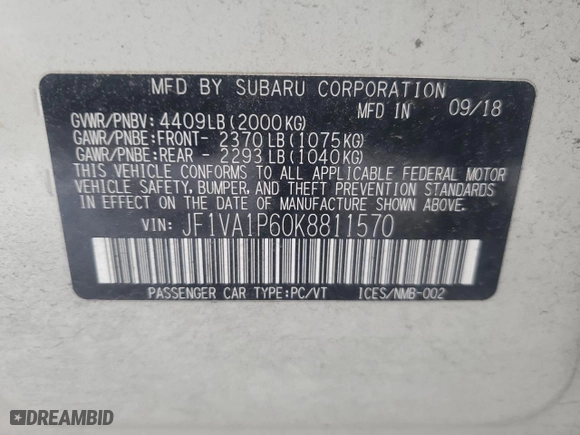 MFD BY SUBARU CORPORATION
MFD IN 09/18
GVWR/PNBV: 4409LB (2000KG)
GAWR/PNBE: FRONT- 2370LB (1075KG)
GAWR/PNBE: REAR - 2293LB (1040KG)
THIS VEHICLE CONFORMS TO ALL APPLICABLE FEDERAL MOTOR
VEHICLE SAFETY, BUMPER, AND THEFT PREVENTION STANDARDS
IN EFFECT ON THE DATE OF MANUFACTURE SHOWN ABOVE.
VIN: JF1VA1P60K8811570
PASSENGER CAR TYPE:PC/VT ICES/NMB-002
DREAMBID